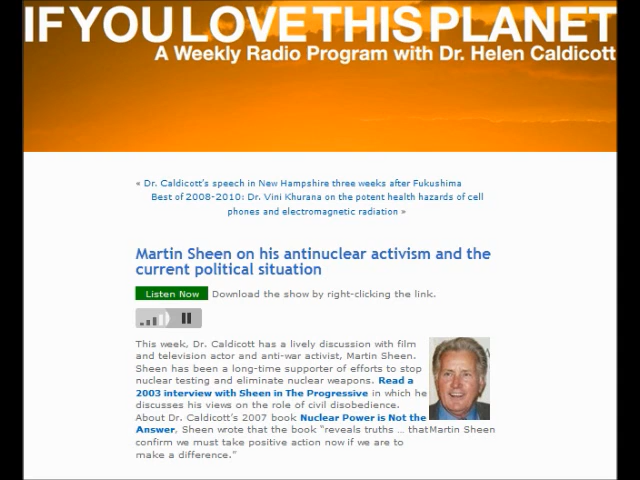 IF YOU LOVE THIS PLANET
A Weekly Radio Program with Dr. Helen Caldicott
« Dr. Caldicott's speech in New Hampshire three weeks after Fukushima
Best of 2008-2010: Dr. Vini Khurana on the potent health hazards of cell
phones and electromagnetic radiation »
Martin Sheen on his antinuclear activism and the
current political situation
Listen Now Download the show by right-clicking the link.
This week, Dr. Caldicott has a lively discussion with film
and television actor and anti-war activist, Martin Sheen.
Sheen has been a long-time supporter of efforts to stop
nuclear testing and eliminate nuclear weapons. Read a
2003 interview with Sheen in The Progressive in which he
discusses his views on the role of civil disobedience.
About Dr. Caldicott's 2007 book Nuclear Power is Not the
Answer, Sheen wrote that the book "reveals truths ... that
Martin Sheen
confirm we must take positive action now if we are to
make a difference."